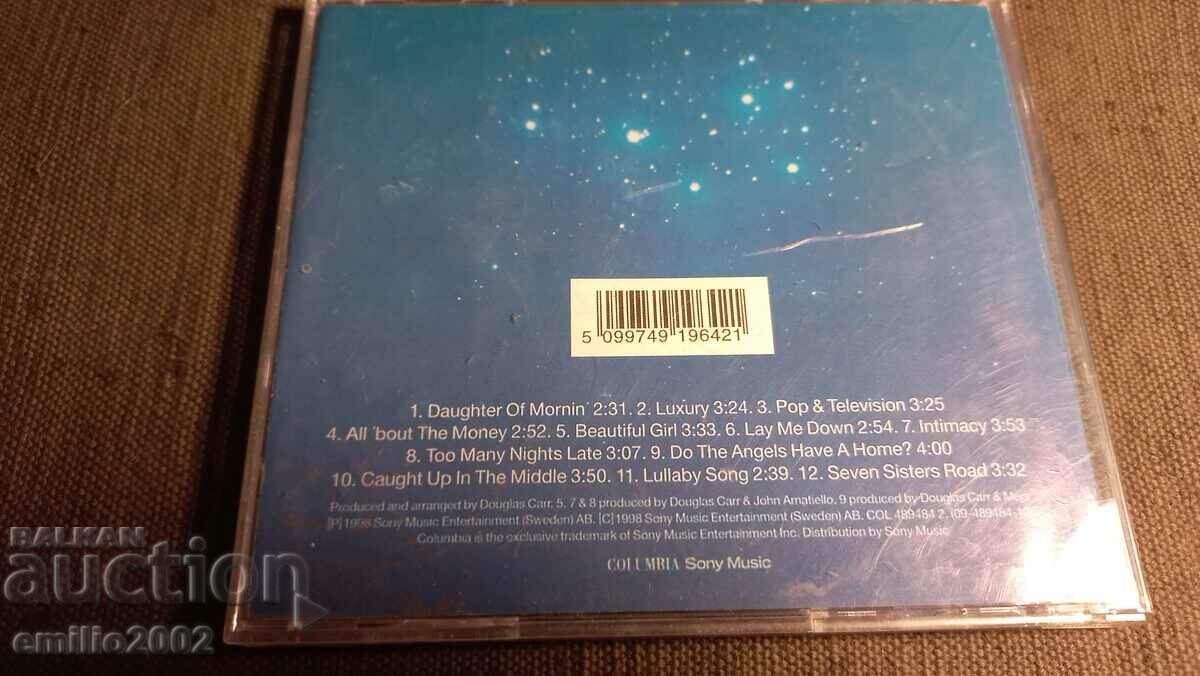 5 099749 196421
1. Daughter Of Mornin' 2:31. 2. Luxury 3:24. 3. Pop & Television 3:25
4. All 'bout The Money 2:52. 5. Beautiful Girl 3:33. 6. Lay Me Down 2:54. 7. Intimacy 3:53
8. Too Many Nights Late 3:07. 9. Do The Angels Have A Home? 4:00
10. Caught Up In The Middle 3:50. 11. Lullaby Song 2:39. 12. Seven Sisters Road 3:32
Produced and arranged by Douglas Carr. 5, 7 & 8 produced by Douglas Carr & John Amatiello. 9 produced by Douglas Carr & Meja
[P] 1998 Sony Music Entertainment (Sweden) AB. [C] 1998 Sony Music Entertainment (Sweden) AB. COL 489484 2. (09-489484-10)
Columbia is the exclusive trademark of Sony Music Entertainment Inc. Distribution by Sony Music
COLUMBIA Sony Music
BALKAN
auction
emilio2002